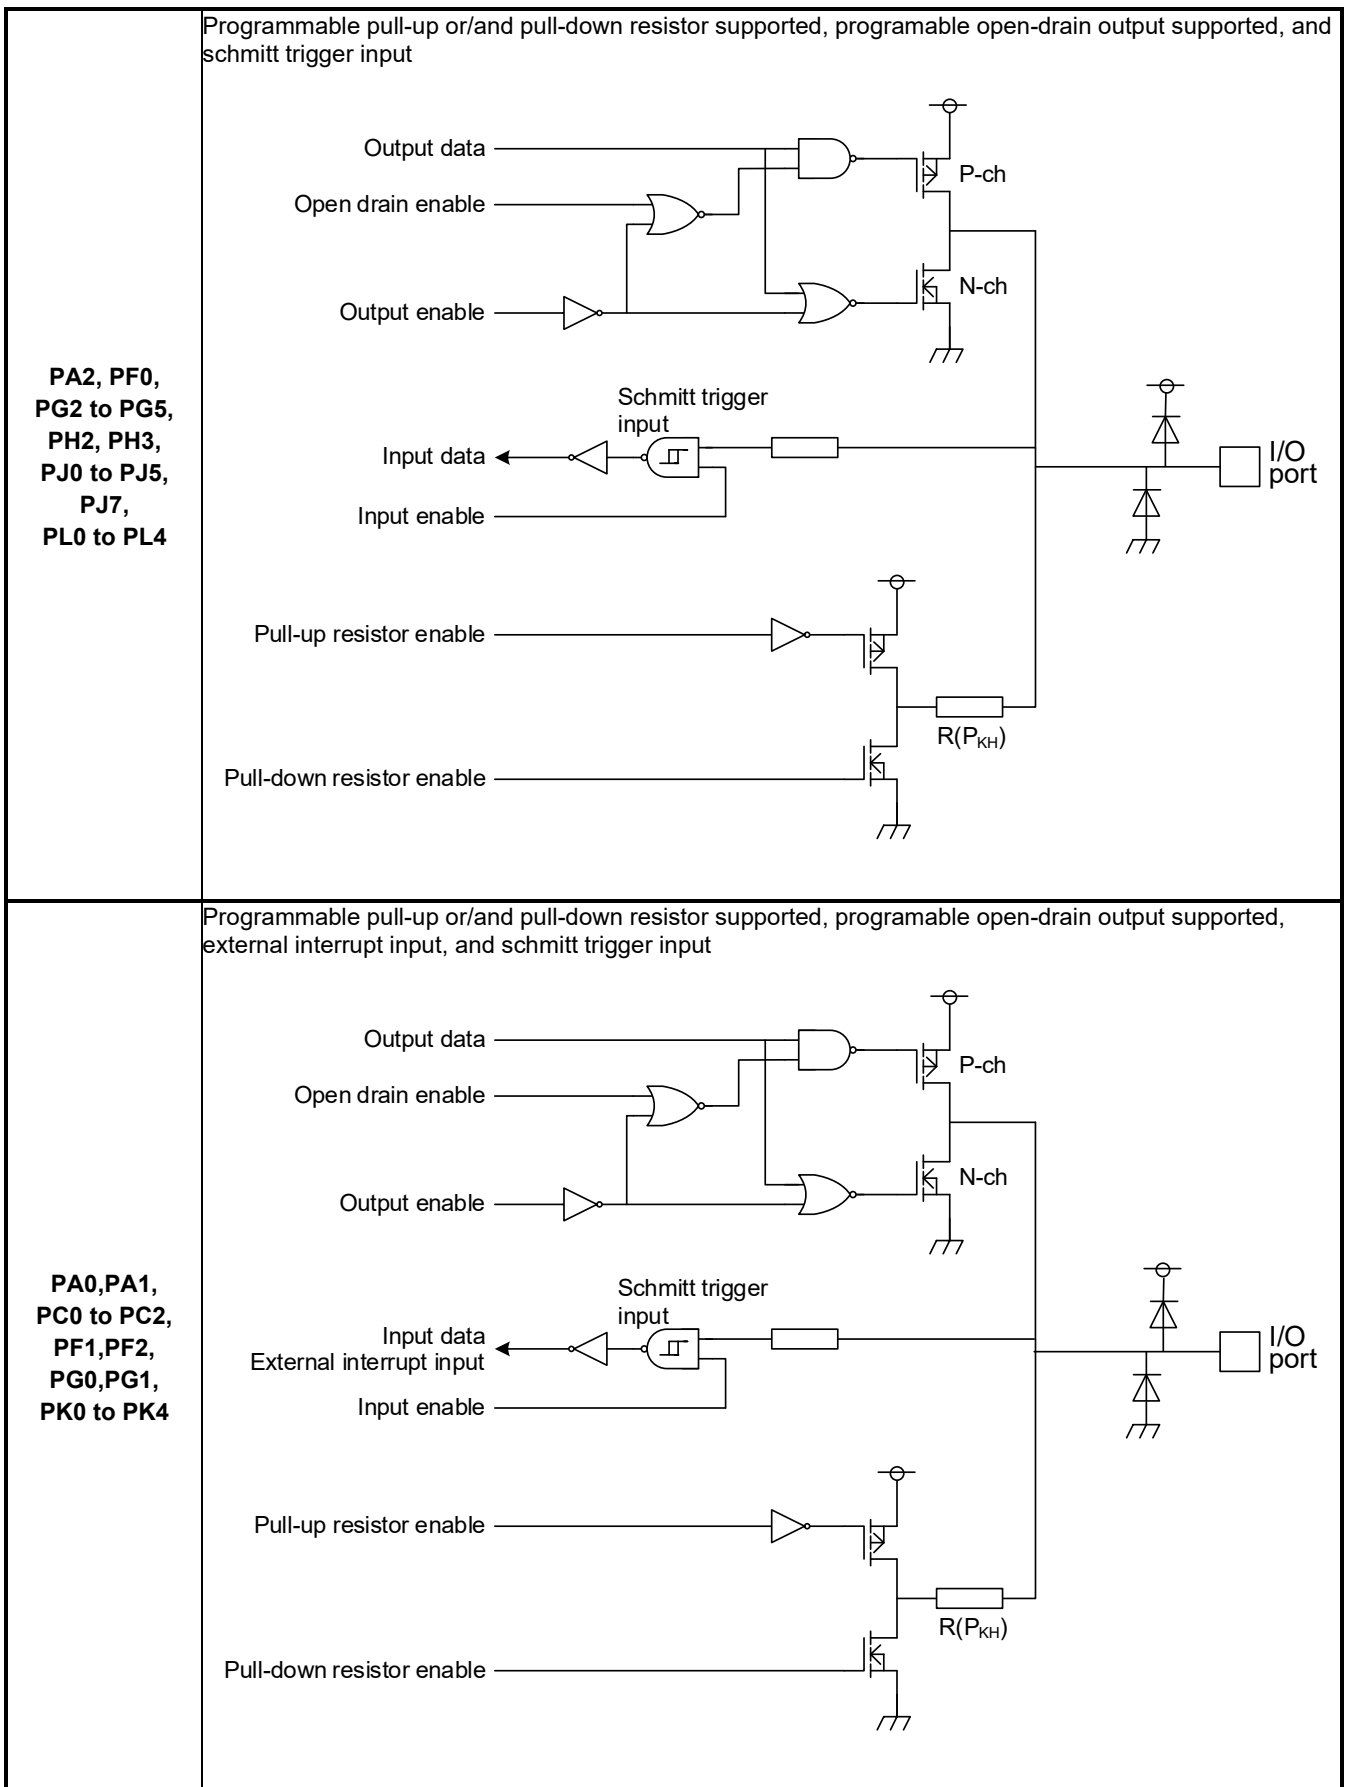 Programmable pull-up or/and pull-down resistor supported, programable open-drain output supported, and
schmitt trigger input
PA2, PF0,
PG2 to PG5,
PH2, PH3,
PJ0 to PJ5,
PJ7,
PL0 to PL4
Output data
P-ch
Open drain enable
N-ch
Output enable
Schmitt trigger
input
Input data
I/O
port
Input enable
Pull-up resistor enable
R(PKH)
Pull-down resistor enable
Programmable pull-up or/and pull-down resistor supported, programable open-drain output supported,
external interrupt input, and schmitt trigger input
PA0,PA1,
PC0 to PC2,
PF1,PF2,
PG0,PG1,
PK0 to PK4
Output data
P-ch
Open drain enable
N-ch
Output enable
Schmitt trigger
input
Input data
External interrupt input
I/O
port
Input enable
Pull-up resistor enable
R(PKH)
Pull-down resistor enable